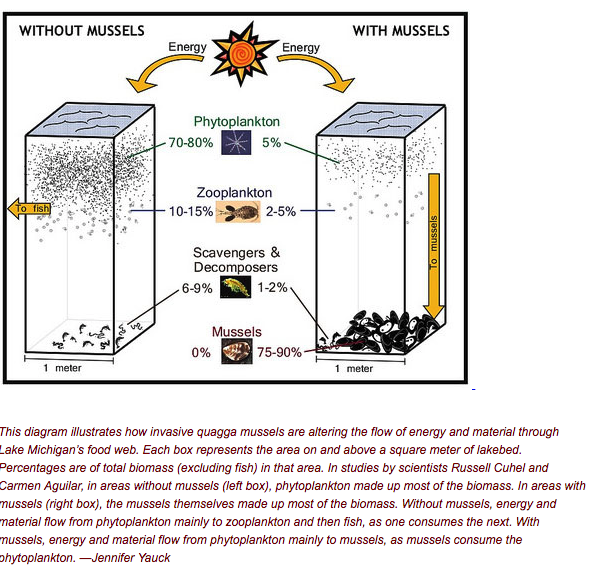 WITHOUT MUSSELS
WITH MUSSELS
Energy
Energy
Phytoplankton
70-80%
5%
Zooplankton
To fish
10-15%
2-5%
To mussels
Scavengers &
Decomposers
6-9%
1-2%
Mussels
0%
75-90%
1 meter
1 meter
This diagram illustrates how invasive quagga mussels are altering the flow of energy and material through
Lake Michigan's food web. Each box represents the area on and above a square meter of lakebed.
Percentages are of total biomass (excluding fish) in that area. In studies by scientists Russell Cuhel and
Carmen Aguilar, in areas without mussels (left box), phytoplankton made up most of the biomass. In areas with
mussels (right box), the mussels themselves made up most of the biomass. Without mussels, energy and
material flow from phytoplankton mainly to zooplankton and then fish, as one consumes the next. With
mussels, energy and material flow from phytoplankton mainly to mussels, as mussels consume the
phytoplankton. —Jennifer Yauck